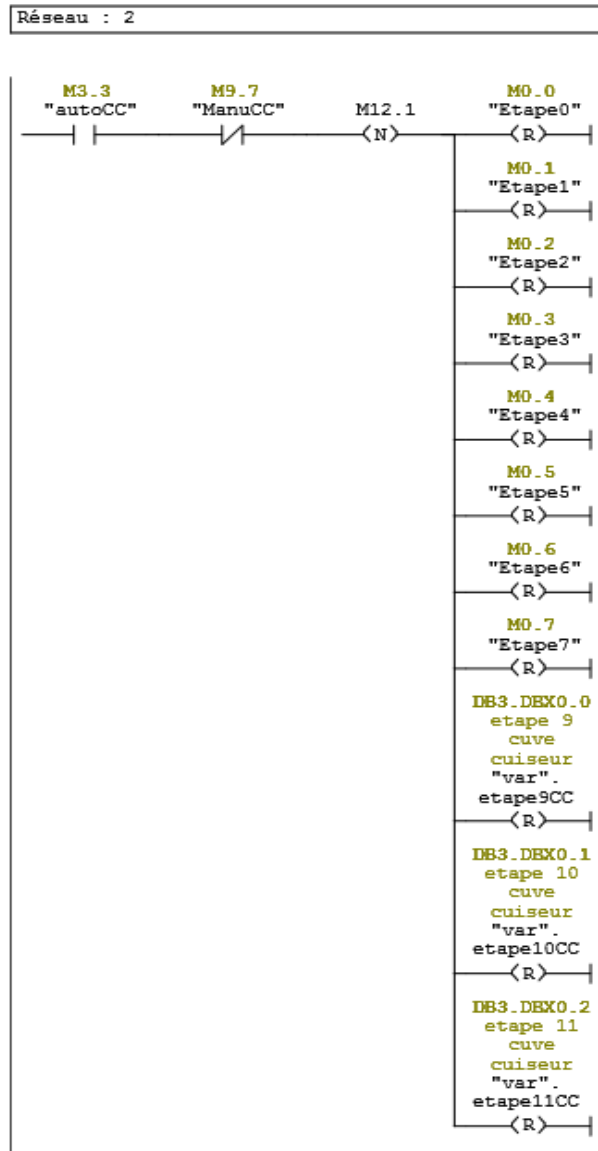 Réseau : 2
M3.3 M9.7 M0.0
"autoCC" "ManuCC" M12.1 "Etape0"
(N) (R)
M0.1
"Etape1"
(R)
M0.2
"Etape2"
(R)
M0.3
"Etape3"
(R)
M0.4
"Etape4"
(R)
M0.5
"Etape5"
(R)
M0.6
"Etape6"
(R)
M0.7
"Etape7"
(R)
DB3.DBX0.0
etape 9
cuve
cuiseur
"var".
etape9CC
(R)
DB3.DBX0.1
etape 10
cuve
cuiseur
"var".
etape10CC
(R)
DB3.DBX0.2
etape 11
cuve
cuiseur
"var".
etape11CC
(R)